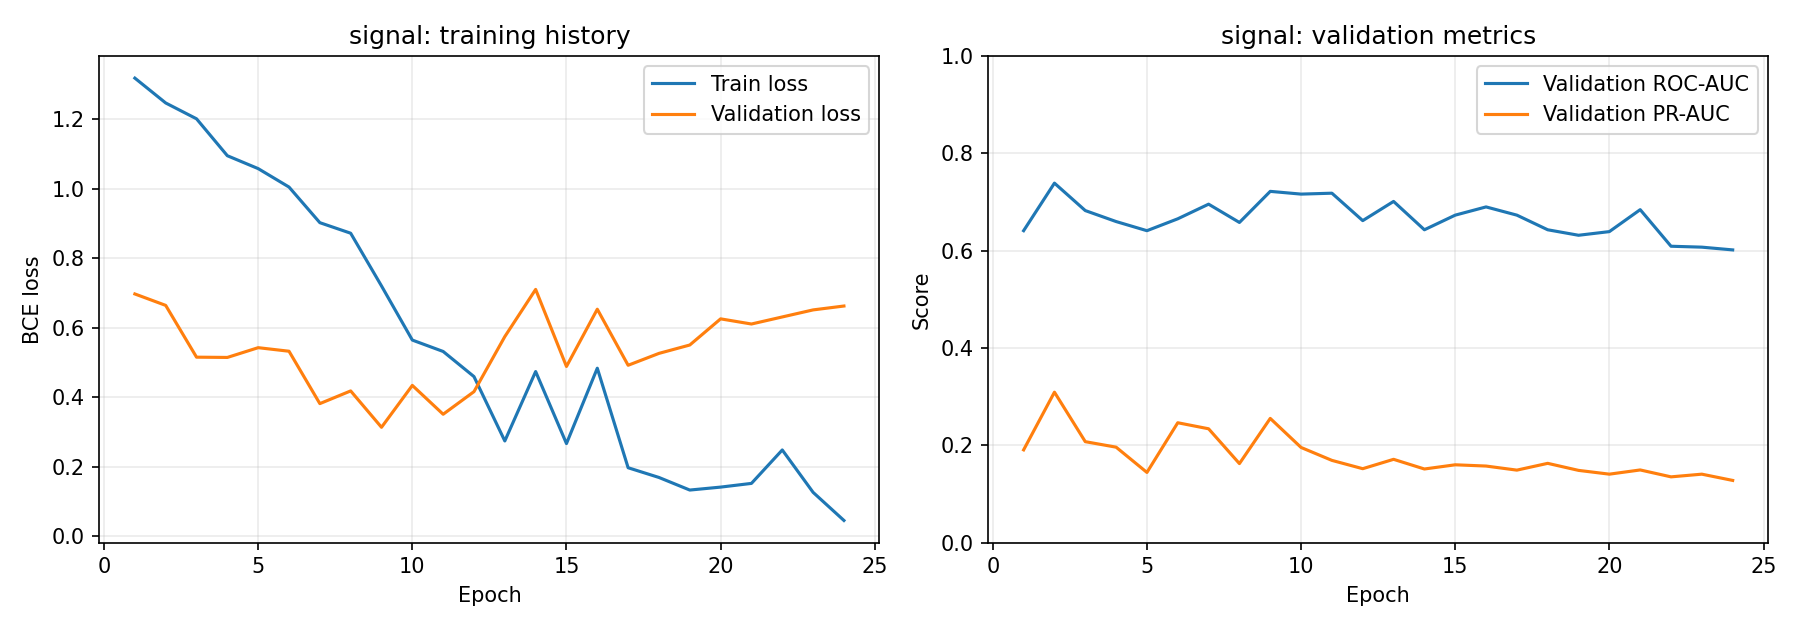 signal: training history
Train loss
Validation loss
BCE loss
1.2
1.0
0.8
0.6
0.4
0.2
0.0
0 5 10 15 20 25
Epoch
signal: validation metrics
Validation ROC-AUC
Validation PR-AUC
Score
1.0
0.8
0.6
0.4
0.2
0.0
0 5 10 15 20 25
Epoch